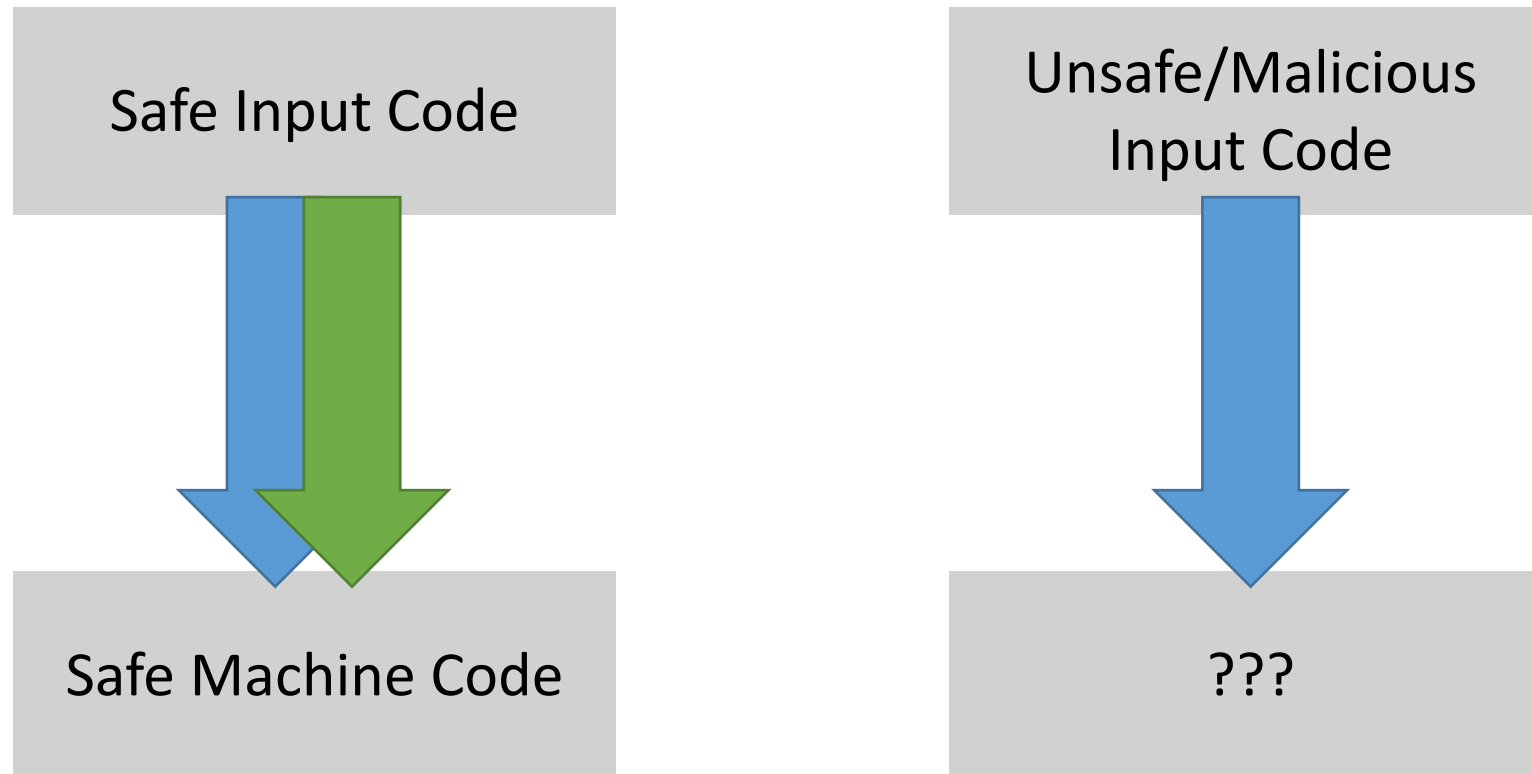 Safe Input Code
Unsafe/Malicious
Input Code
Safe Machine Code
???